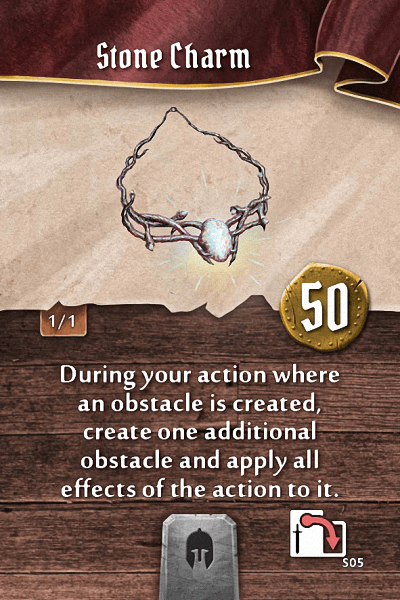 Stone Charm
1/1
50
During your action where
an obstacle is created,
create one additional
obstacle and apply all
effects of the action to it.
S05